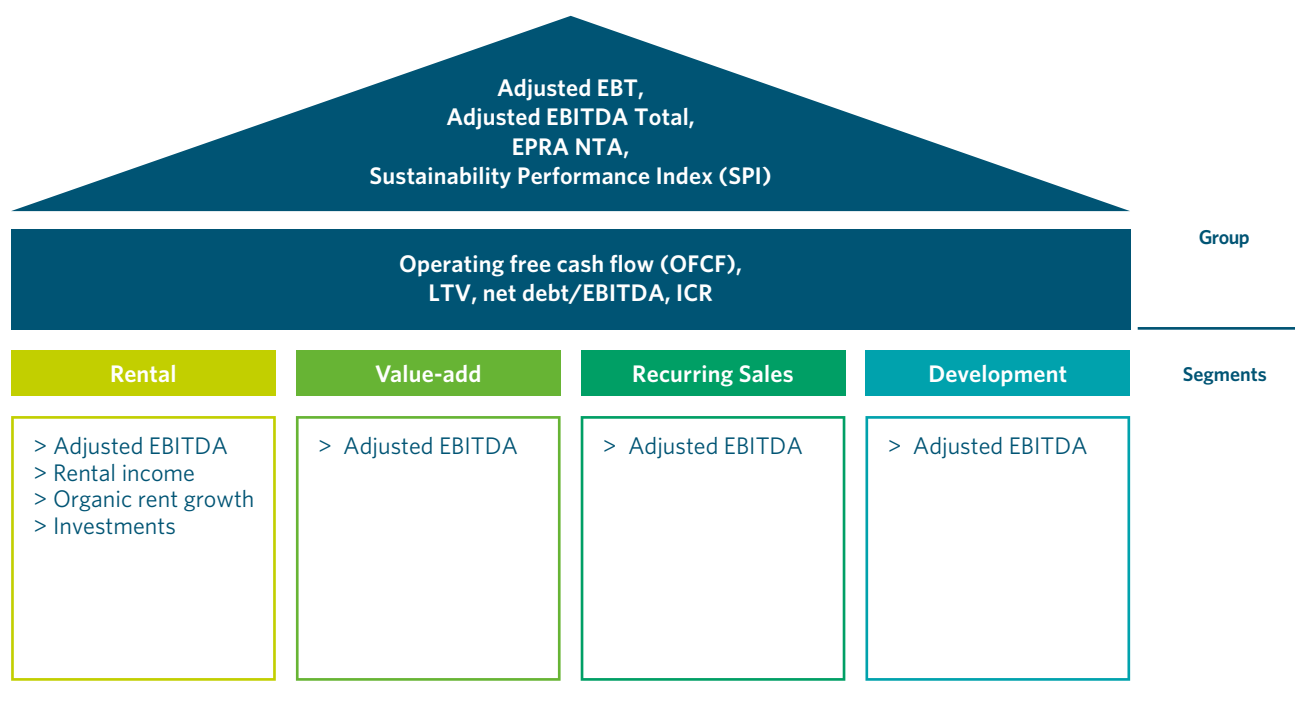 Adjusted EBT,
Adjusted EBITDA Total,
EPRA NTA,
Sustainability Performance Index (SPI)
Group
Operating free cash flow (OFCF),
LTV, net debt/EBITDA, ICR
Rental
Value-add
Recurring Sales
Development
Segments
> Adjusted EBITDA
> Rental income
> Organic rent growth
> Investments
> Adjusted EBITDA
> Adjusted EBITDA
> Adjusted EBITDA